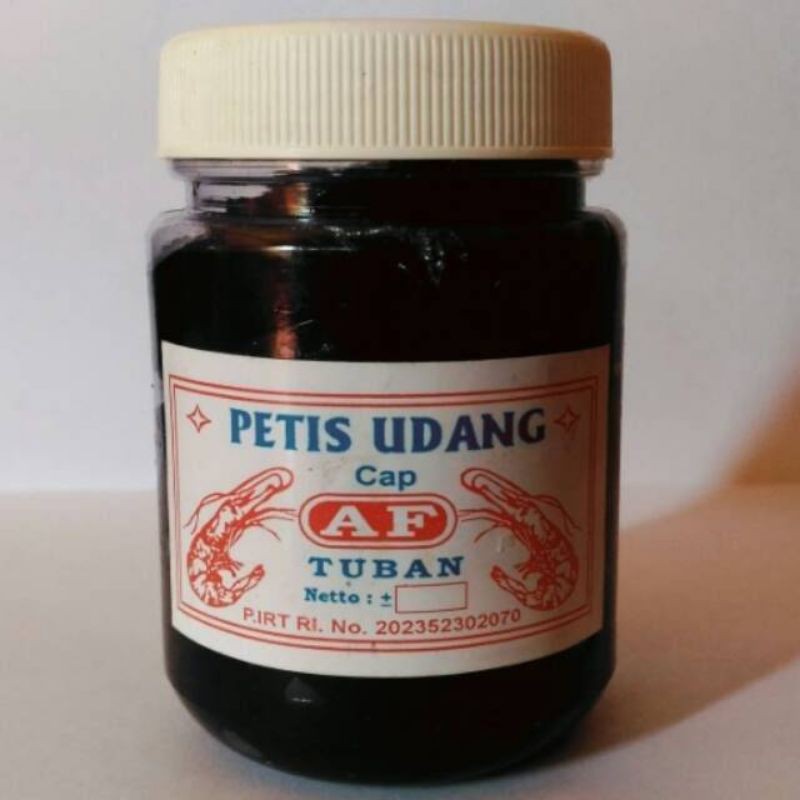 PETIS UDANG
Cap
AF
TUBAN
Netto : ±
P.IRT RI. No. 202352302070